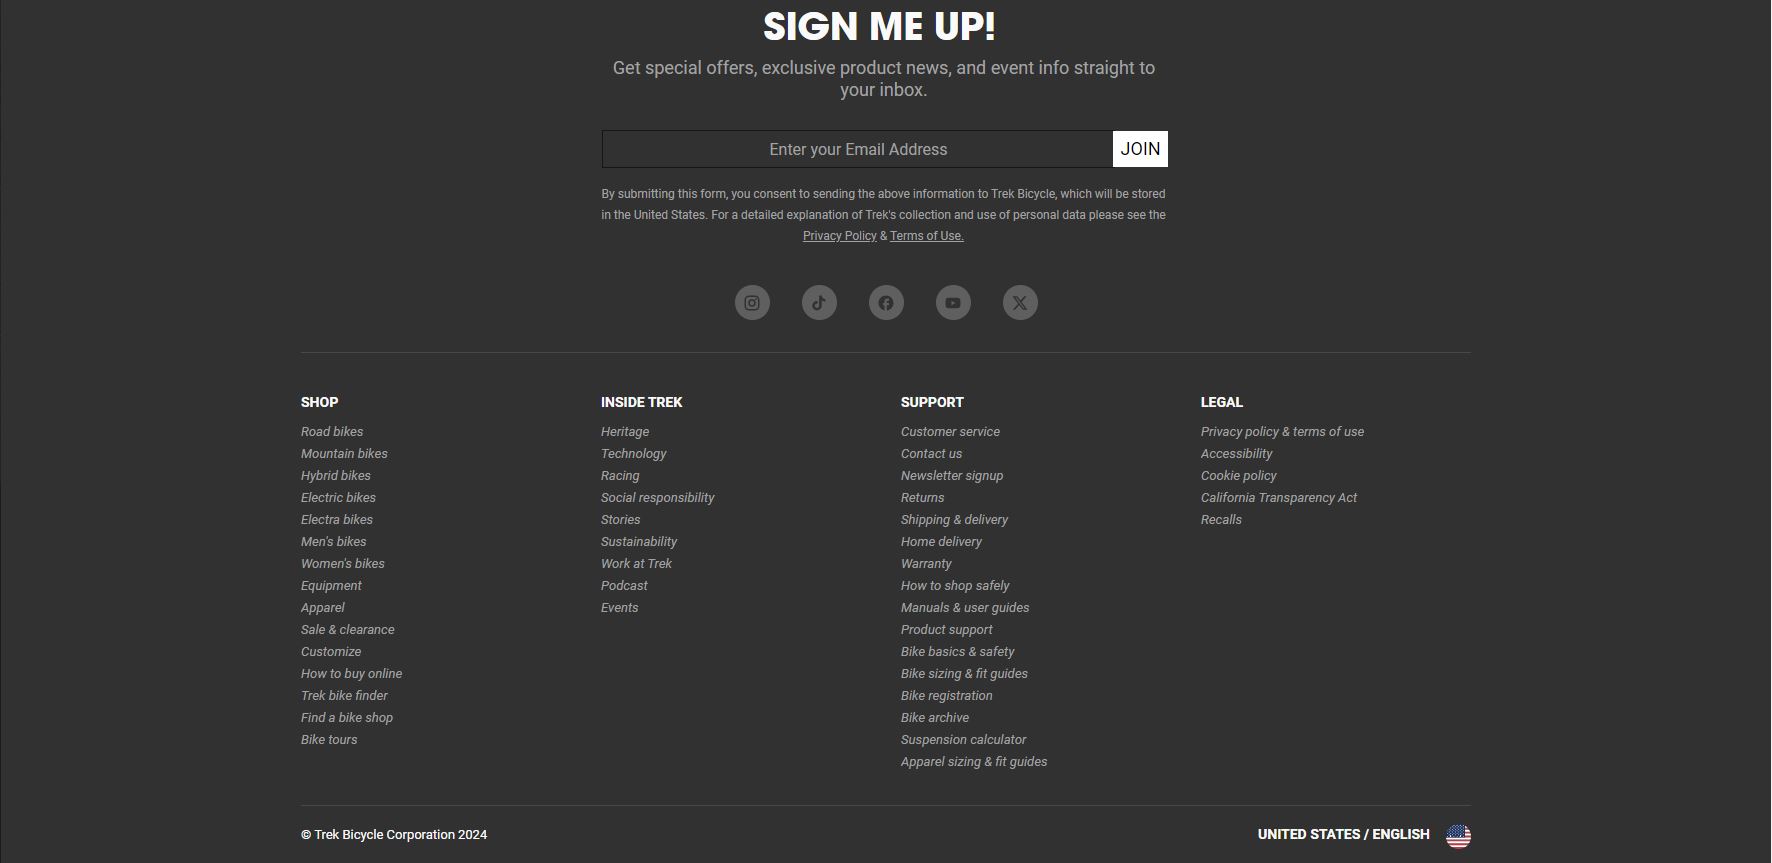 SIGN ME UP!
Get special offers, exclusive product news, and event info straight to
your inbox.
Enter your Email Address
JOIN
By submitting this form, you consent to sending the above information to Trek Bicycle, which will be stored
in the United States. For a detailed explanation of Trek's collection and use of personal data please see the
Privacy Policy & Terms of Use.
SHOP
Road bikes
Mountain bikes
Hybrid bikes
Electric bikes
Electra bikes
Men's bikes
Women's bikes
Equipment
Apparel
Sale & clearance
Customize
How to buy online
Trek bike finder
Find a bike shop
Bike tours
INSIDE TREK
Heritage
Technology
Racing
Social responsibility
Stories
Sustainability
Work at Trek
Podcast
Events
SUPPORT
Customer service
Contact us
Newsletter signup
Returns
Shipping & delivery
Home delivery
Warranty
How to shop safely
Manuals & user guides
Product support
Bike basics & safety
Bike sizing & fit guides
Bike registration
Bike archive
Suspension calculator
Apparel sizing & fit guides
LEGAL
Privacy policy & terms of use
Accessibility
Cookie policy
California Transparency Act
Recalls
© Trek Bicycle Corporation 2024
UNITED STATES / ENGLISH